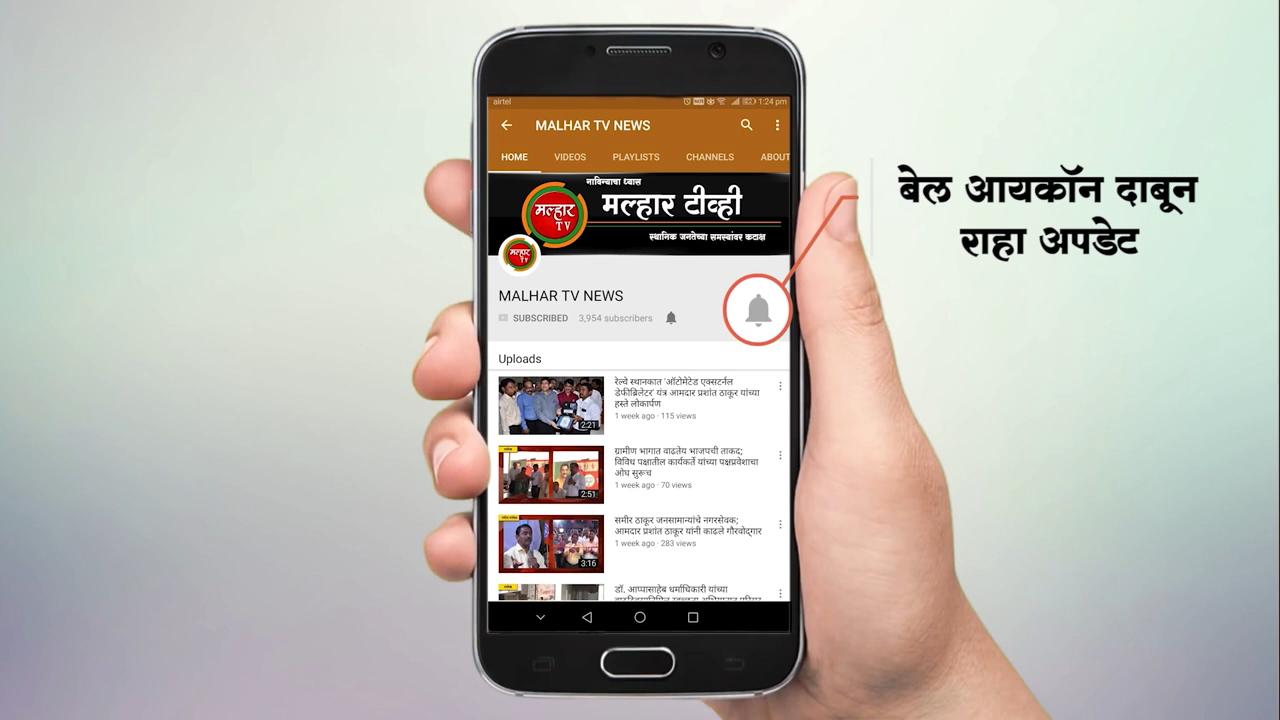 airtel 1:24 pm
MALHAR TV NEWS
HOME VIDEOS PLAYLISTS CHANNELS ABOUT
नाविन्याचा ध्यास
मल्हार टीव्ही
मल्हार
TV
स्थानिक जनतेच्या समस्यांवर कटाक्ष
मल्हार
TV
MALHAR TV NEWS
SUBSCRIBED 3,954 subscribers
बेल आयकॉन दाबून
राहा अपडेट
Uploads
रेल्वे स्थानकात 'ऑटोमेटेड एक्सटर्नल
डेफीब्रिलेटर' यंत्र आमदार प्रशांत ठाकूर यांच्या
हस्ते लोकार्पण
1 week ago · 115 views
2:21
ग्रामीण भागात वाढतेय भाजपची ताकद;
विविध पक्षातील कार्यकर्ते यांच्या पक्षप्रवेशाचा
ओघ सुरूच
1 week ago · 70 views
2:51
समीर ठाकूर जनसामान्यांचे नगरसेवक;
आमदार प्रशांत ठाकूर यांनी काढले गौरवोद्गार
1 week ago · 283 views
3:16
डॉ. आप्पासाहेब धर्माधिकारी यांच्या